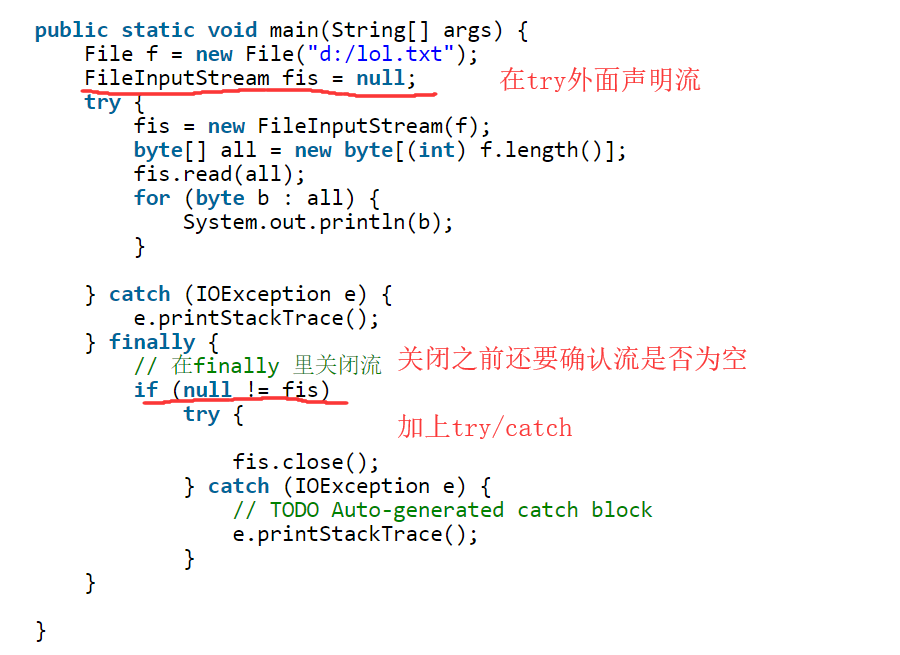 public static void main(String[] args) {
File f = new File("d:/lol.txt");
FileInputStream fis = null;
在try外面声明流
try {
fis = new FileInputStream(f);
byte[] all = new byte[(int) f.length()];
fis.read(all);
for (byte b : all) {
System.out.println(b);
}
} catch (IOException e) {
e.printStackTrace();
} finally {
// 在finally 里关闭流
关闭之前还要确认流是否为空
if (null != fis)
try {
加上try/catch
fis.close();
} catch (IOException e) {
// TODO Auto-generated catch block
e.printStackTrace();
}
}
}